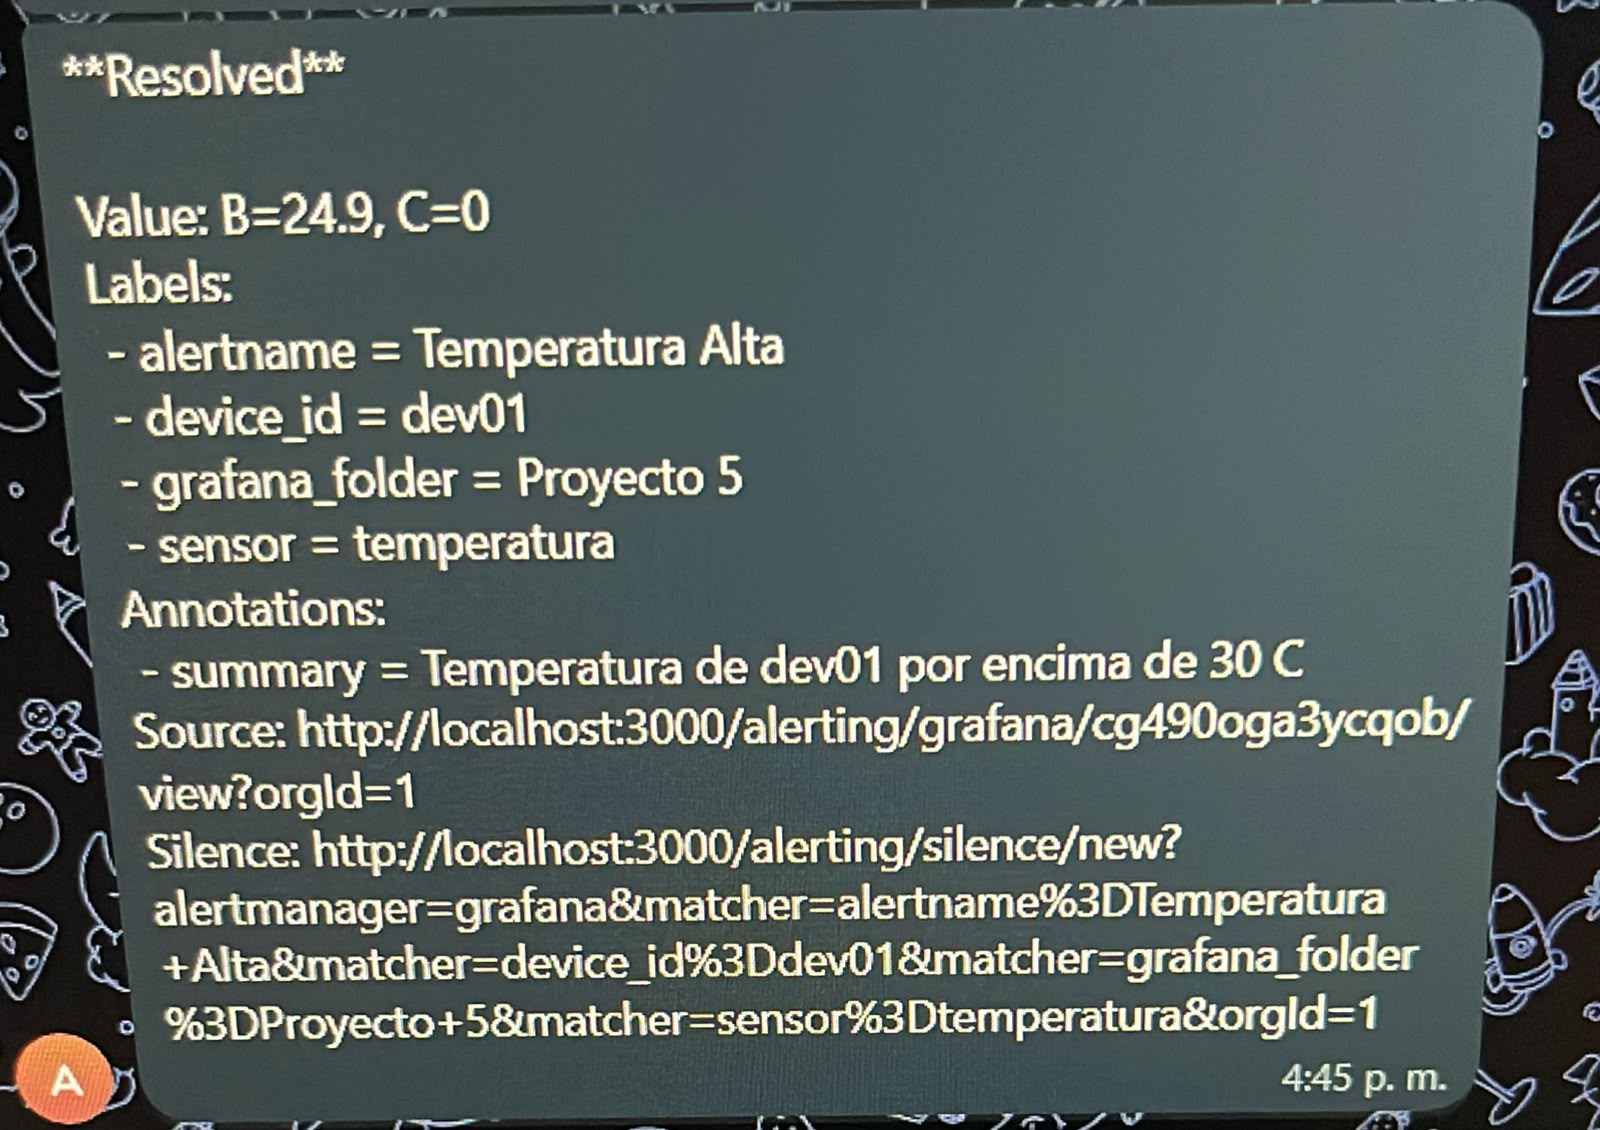 **Resolved**
Value: B=24.9, C=0
Labels:
- alertname = Temperatura Alta
- device_id = dev01
- grafana_folder = Proyecto 5
- sensor = temperatura
Annotations:
- summary = Temperatura de dev01 por encima de 30 C
Source: http://localhost:3000/alerting/grafana/cg490oga3ycqob/
view?orgId=1
Silence: http://localhost:3000/alerting/silence/new?
alertmanager=grafana&matcher=alertname%3DTemperatura
+Alta&matcher=device_id%3Ddev01&matcher=grafana_folder
%3DProyecto+5&matcher=sensor%3Dtemperatura&orgId=1
4:45 p. m.
A